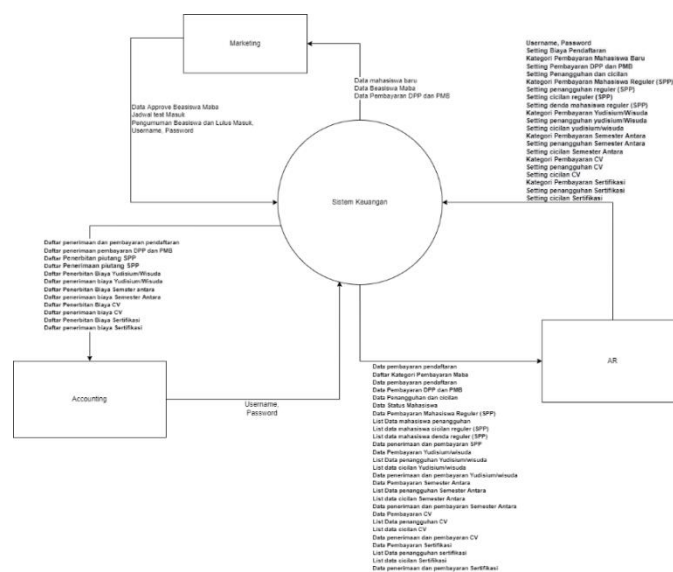 Marketing
Data mahasiswa baru
Data Beasiswa Maba
Data Pembayaran DPP dan PMB
Data Approve Beasiswa Maba
Jadwal test Masuk
Pengumuman Beasiswa dan Lulus Masuk,
Username, Password
Username, Password
Setting Biaya Pendaftaran
Kategori Pembayaran Mahasiswa Baru
Setting Pembayaran DPP dan PMB
Setting Penangguhan dan cicilan
Kategori Pembayaran Mahasiswa Reguler (SPP)
Setting penangguhan reguler (SPP)
Setting cicilan reguler (SPP)
Setting denda mahasiswa reguler (SPP)
Kategori Pembayaran Yudisium/Wisuda
Setting penangguhan yudisium/Wisuda
Setting cicilan yudisium/wisuda
Kategori Pembayaran Semester Antara
Setting penangguhan Semester Antara
Setting cicilan Semester Antara
Kategori Pembayaran CV
Setting penangguhan CV
Setting cicilan CV
Kategori Pembayaran Sertifikasi
Setting penangguhan Sertifikasi
Setting cicilan Sertifikasi
Sistem Keuangan
Daftar penerimaan dan pembayaran pendaftaran
Daftar penerimaan pembayaran DPP dan PMB
Daftar Penerbitan piutang SPP
Daftar Penerimaan piutang SPP
Daftar Penerbitan Biaya Yudisium/Wisuda
Daftar penerimaan biaya Yudisium/Wisuda
Daftar Penerbitan Biaya Semster antara
Daftar penerimaan biaya Semester Antara
Daftar Penerbitan Biaya CV
Daftar penerimaan biaya CV
Daftar Penerbitan Biaya Sertifikasi
Daftar penerimaan biaya Sertifikasi
Accounting
Username,
Password
AR
Data pembayaran pendaftaran
Daftar Kategori Pembayaran Maba
Data pembayaran pendaftaran
Data Pembayaran DPP dan PMB
Data Penangguhan dan cicilan
Data Status Mahasiswa
Data Pembayaran Mahasiswa Reguler (SPP)
List Data mahasiswa penangguhan
List data mahasiswa cicilan reguler (SPP)
List data mahasiswa denda reguler (SPP)
Data penerimaan dan pembayaran SPP
Data Pembayaran Yudisium/wisuda
List Data penangguhan Yudisium/wisuda
List data cicilan Yudisium/wisuda
Data penerimaan dan pembayaran Yudisium/wisuda
Data Pembayaran Semester Antara
List Data penangguhan Semester Antara
List data cicilan Semester Antara
Data penerimaan dan pembayaran Semester Antara
Data Pembayaran CV
List Data penangguhan CV
List data cicilan CV
Data penerimaan dan pembayaran CV
Data Pembayaran Sertifikasi
List Data penangguhan sertifikasi
List data cicilan Sertifikasi
Data penerimaan dan pembayaran Sertifikasi